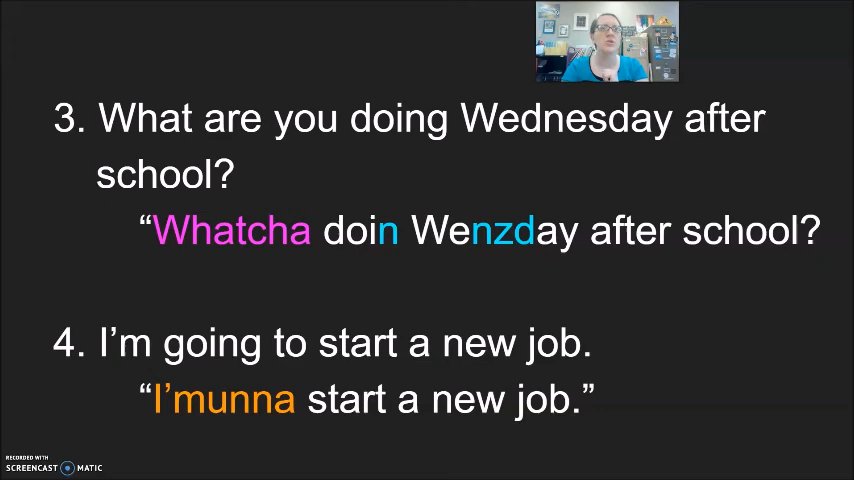 3. What are you doing Wednesday after
school?
“Whatcha doin Wenzday after school?
4. I’m going to start a new job.
“I’munna start a new job.”
RECORDED WITH
SCREENCAST MATIC